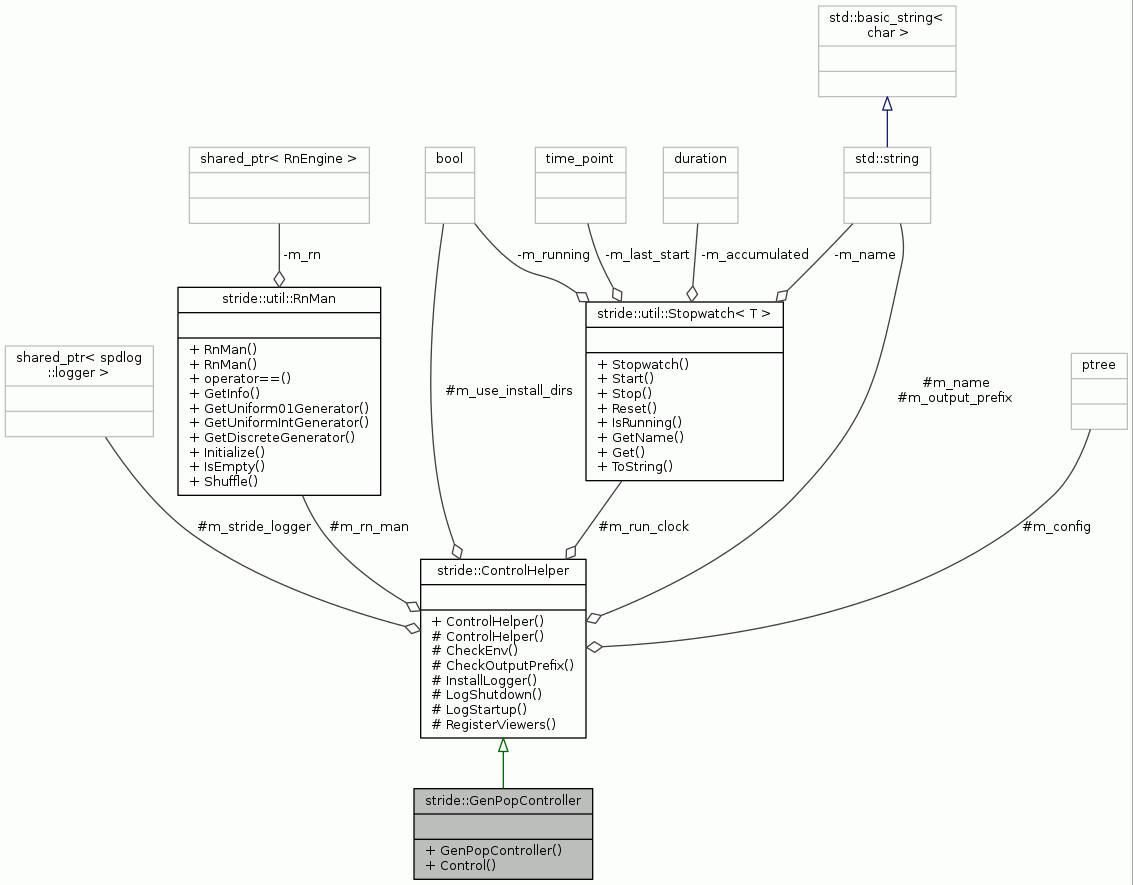 std::basic_string<
char >
shared_ptr< RnEngine >
bool
time_point
duration
std::string
-m_rn
-m_running
-m_last_start
-m_accumulated
-m_name
stride::util::RnMan
+ RnMan()
+ RnMan()
+ operator==()
+ GetInfo()
+ GetUniform01Generator()
+ GetUniformIntGenerator()
+ GetDiscreteGenerator()
+ Initialize()
+ IsEmpty()
+ Shuffle()
stride::util::Stopwatch< T >
+ Stopwatch()
+ Start()
+ Stop()
+ Reset()
+ IsRunning()
+ GetName()
+ Get()
+ ToString()
shared_ptr< spdlog
::logger >
ptree
#m_use_install_dirs
#m_name
#m_output_prefix
#m_stride_logger
#m_rn_man
#m_run_clock
#m_config
stride::ControlHelper
+ ControlHelper()
# ControlHelper()
# CheckEnv()
# CheckOutputPrefix()
# InstallLogger()
# LogShutdown()
# LogStartup()
# RegisterViewers()
stride::GenPopController
+ GenPopController()
+ Control()